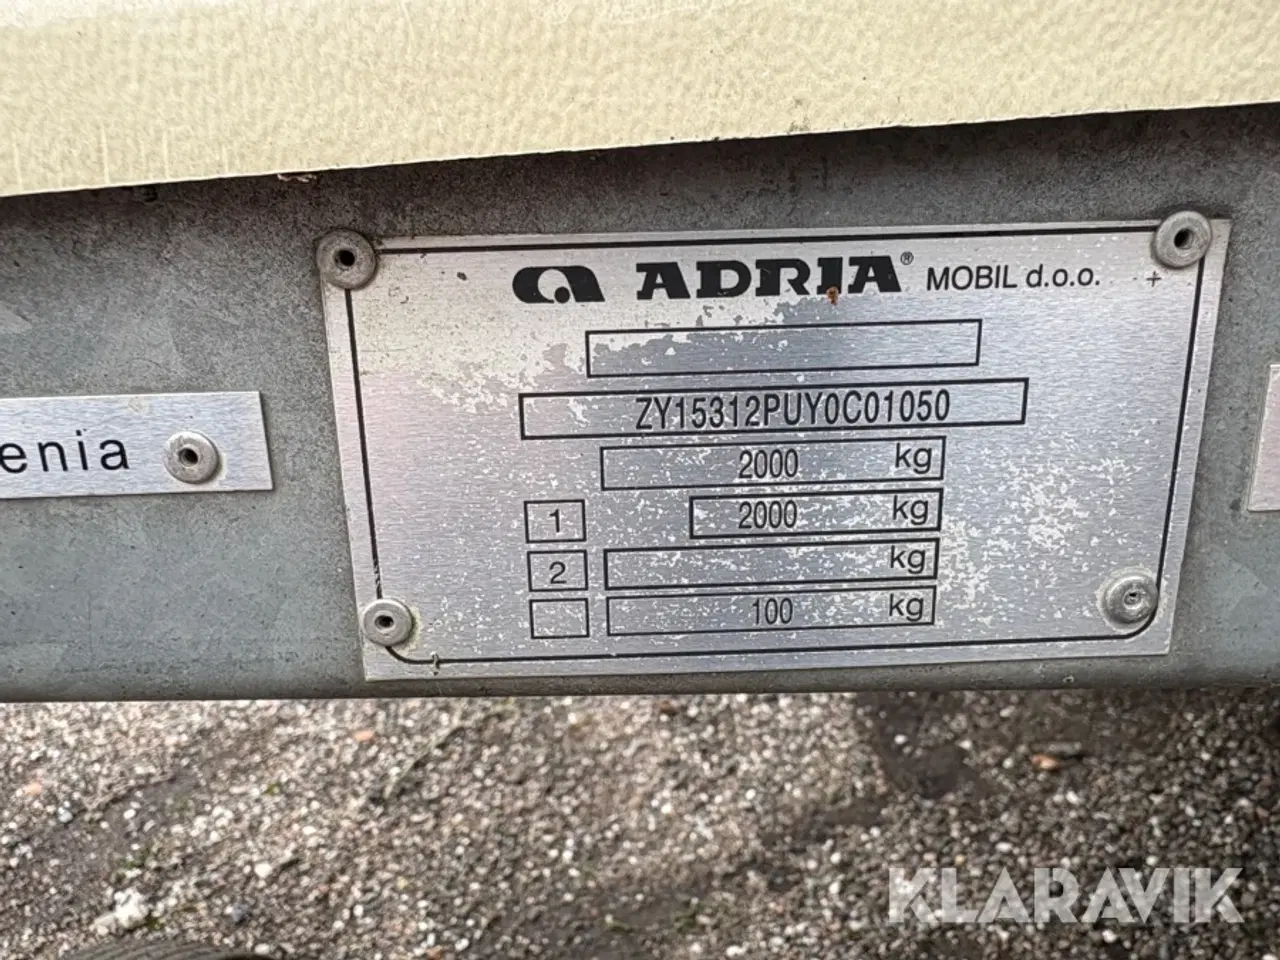 ADRIA® MOBIL d.o.o.
ZY15312PUY0C01050
2000 kg
1 2000 kg
2 kg
100 kg
enia
KLARAVIK